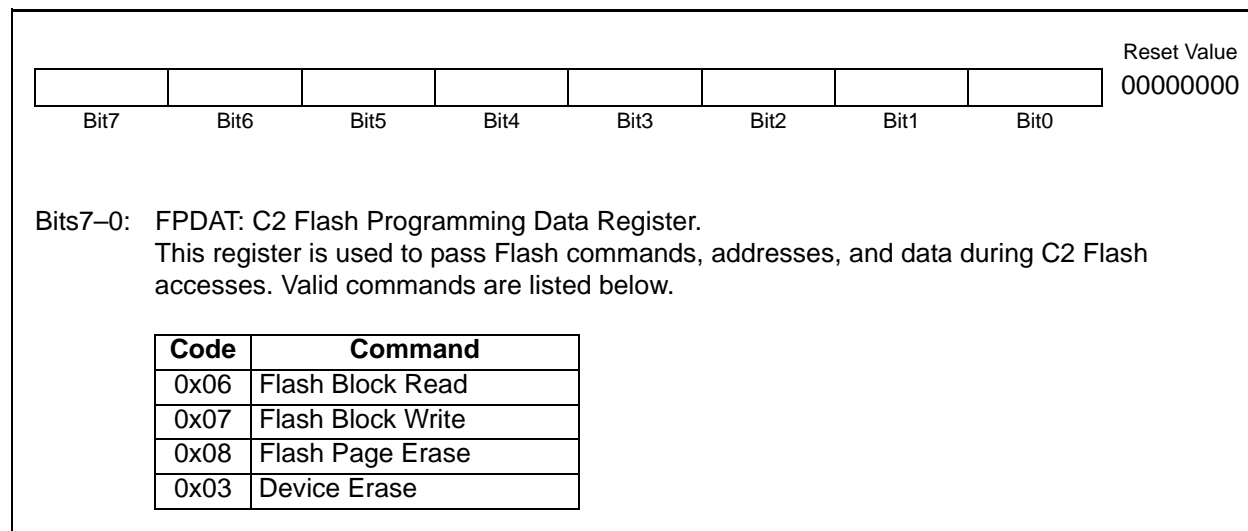 Reset Value
00000000
Bit7 Bit6 Bit5 Bit4 Bit3 Bit2 Bit1 Bit0
Bits7–0: FPDAT: C2 Flash Programming Data Register.
This register is used to pass Flash commands, addresses, and data during C2 Flash
accesses. Valid commands are listed below.
Code Command
0x06 Flash Block Read
0x07 Flash Block Write
0x08 Flash Page Erase
0x03 Device Erase